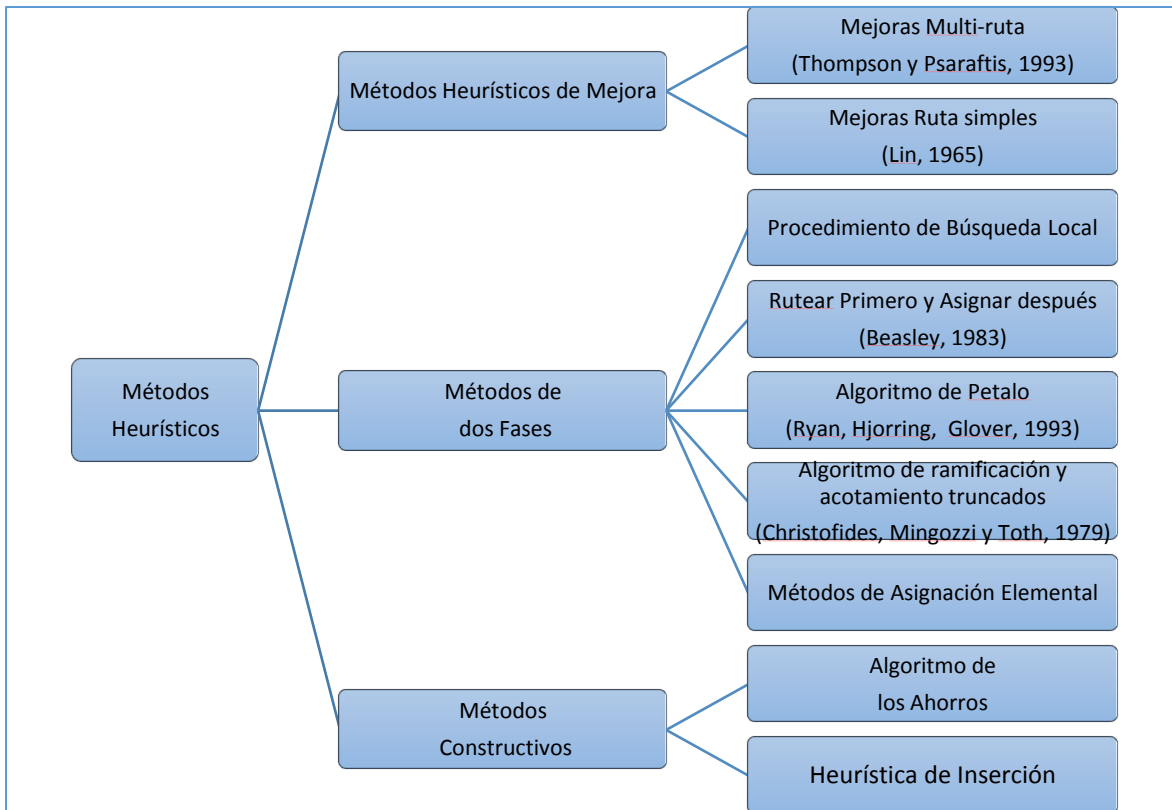 Métodos
Heurísticos
Métodos Heurísticos de Mejora
Mejoras Multi-ruta
(Thompson y Psaraftis, 1993)
Mejoras Ruta simples
(Lin, 1965)
Métodos de
dos Fases
Procedimiento de Búsqueda Local
Rutear Primero y Asignar después
(Beasley, 1983)
Algoritmo de Petalo
(Ryan, Hjorring, Glover, 1993)
Algoritmo de ramificación y
acotamiento truncados
(Christofides, Mingozzi y Toth, 1979)
Métodos de Asignación Elemental
Métodos
Constructivos
Algoritmo de
los Ahorros
Heurística de Inserción